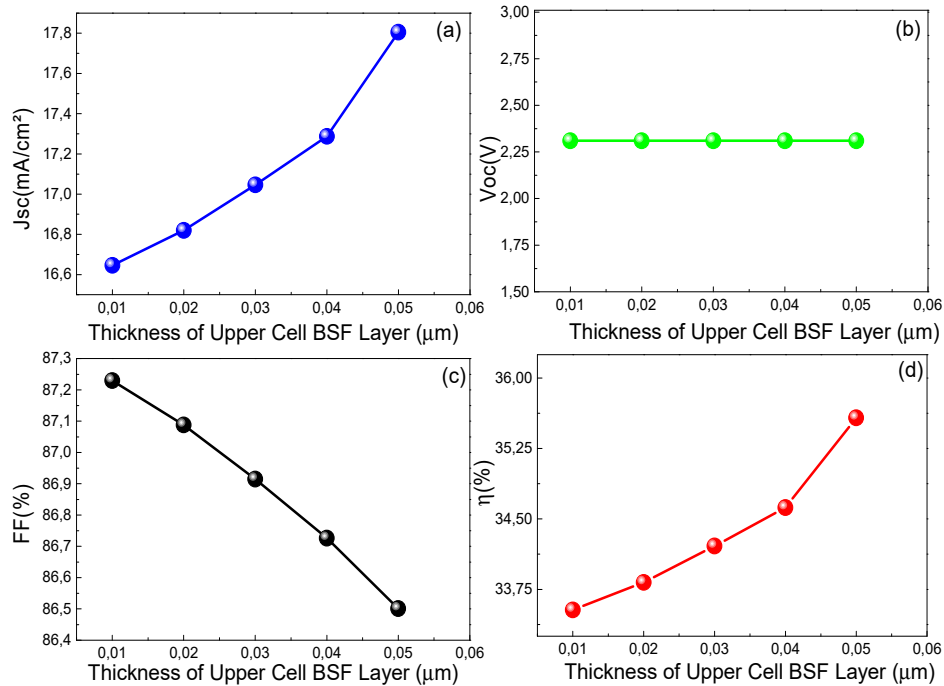 (a)
17,8
17,6
17,4
17,2
17,0
16,8
16,6
Jsc(mA/cm²)
0,01 0,02 0,03 0,04 0,05 0,06
Thickness of Upper Cell BSF Layer (μm)
(b)
3,00
2,75
2,50
2,25
2,00
1,75
1,50
Voc(V)
0,01 0,02 0,03 0,04 0,05 0,06
Thickness of Upper Cell BSF Layer (μm)
(c)
87,3
87,2
87,1
87,0
86,9
86,8
86,7
86,6
86,5
86,4
FF(%)
0,01 0,02 0,03 0,04 0,05 0,06
Thickness of Upper Cell BSF Layer (μm)
(d)
36,00
35,25
34,50
33,75
η(%)
0,01 0,02 0,03 0,04 0,05 0,06
Thickness of Upper Cell BSF Layer (μm)